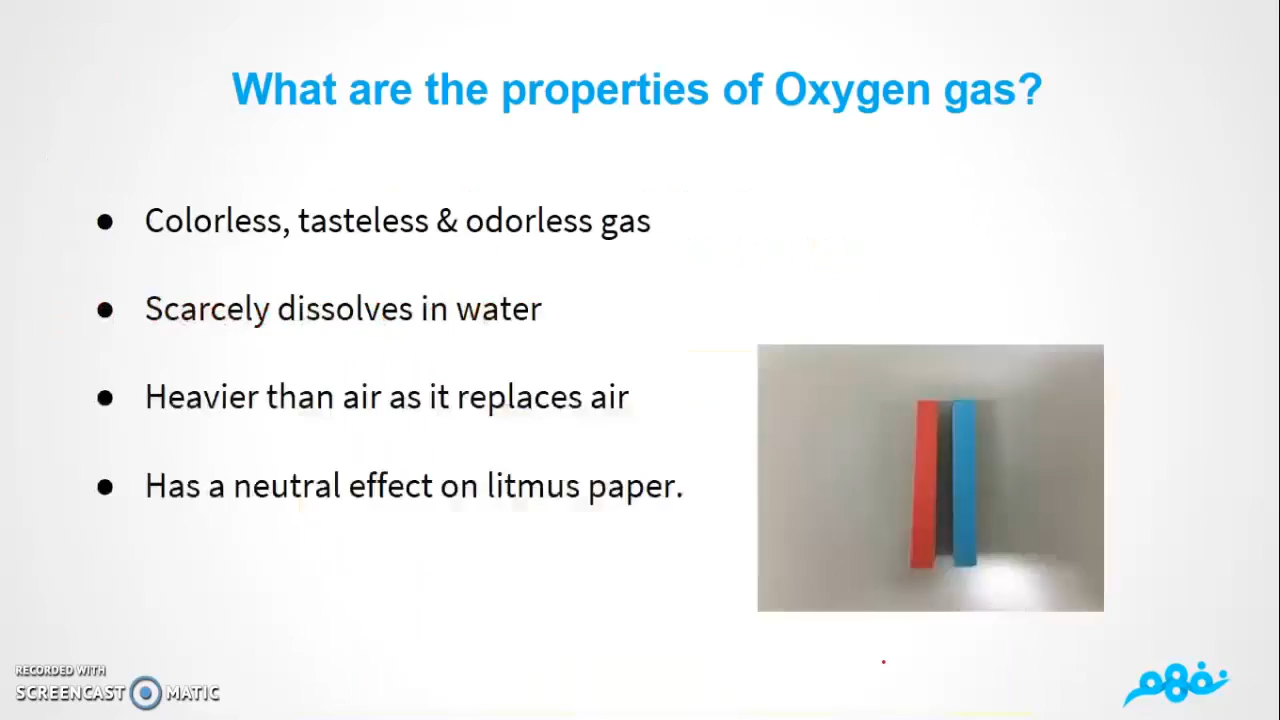 What are the properties of Oxygen gas?
● Colorless, tasteless & odorless gas
● Scarcely dissolves in water
● Heavier than air as it replaces air
● Has a neutral effect on litmus paper.
RECORDED WITH
SCREENCAST MATIC
نفهم